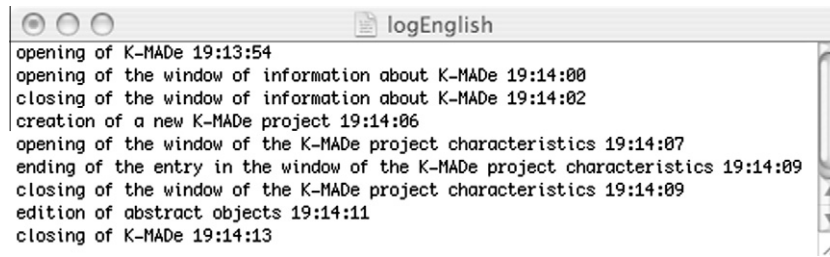 logEnglish
opening of K-MADe 19:13:54
opening of the window of information about K-MADe 19:14:00
closing of the window of information about K-MADe 19:14:02
creation of a new K-MADe project 19:14:06
opening of the window of the K-MADe project characteristics 19:14:07
ending of the entry in the window of the K-MADe project characteristics 19:14:09
closing of the window of the K-MADe project characteristics 19:14:09
edition of abstract objects 19:14:11
closing of K-MADe 19:14:13